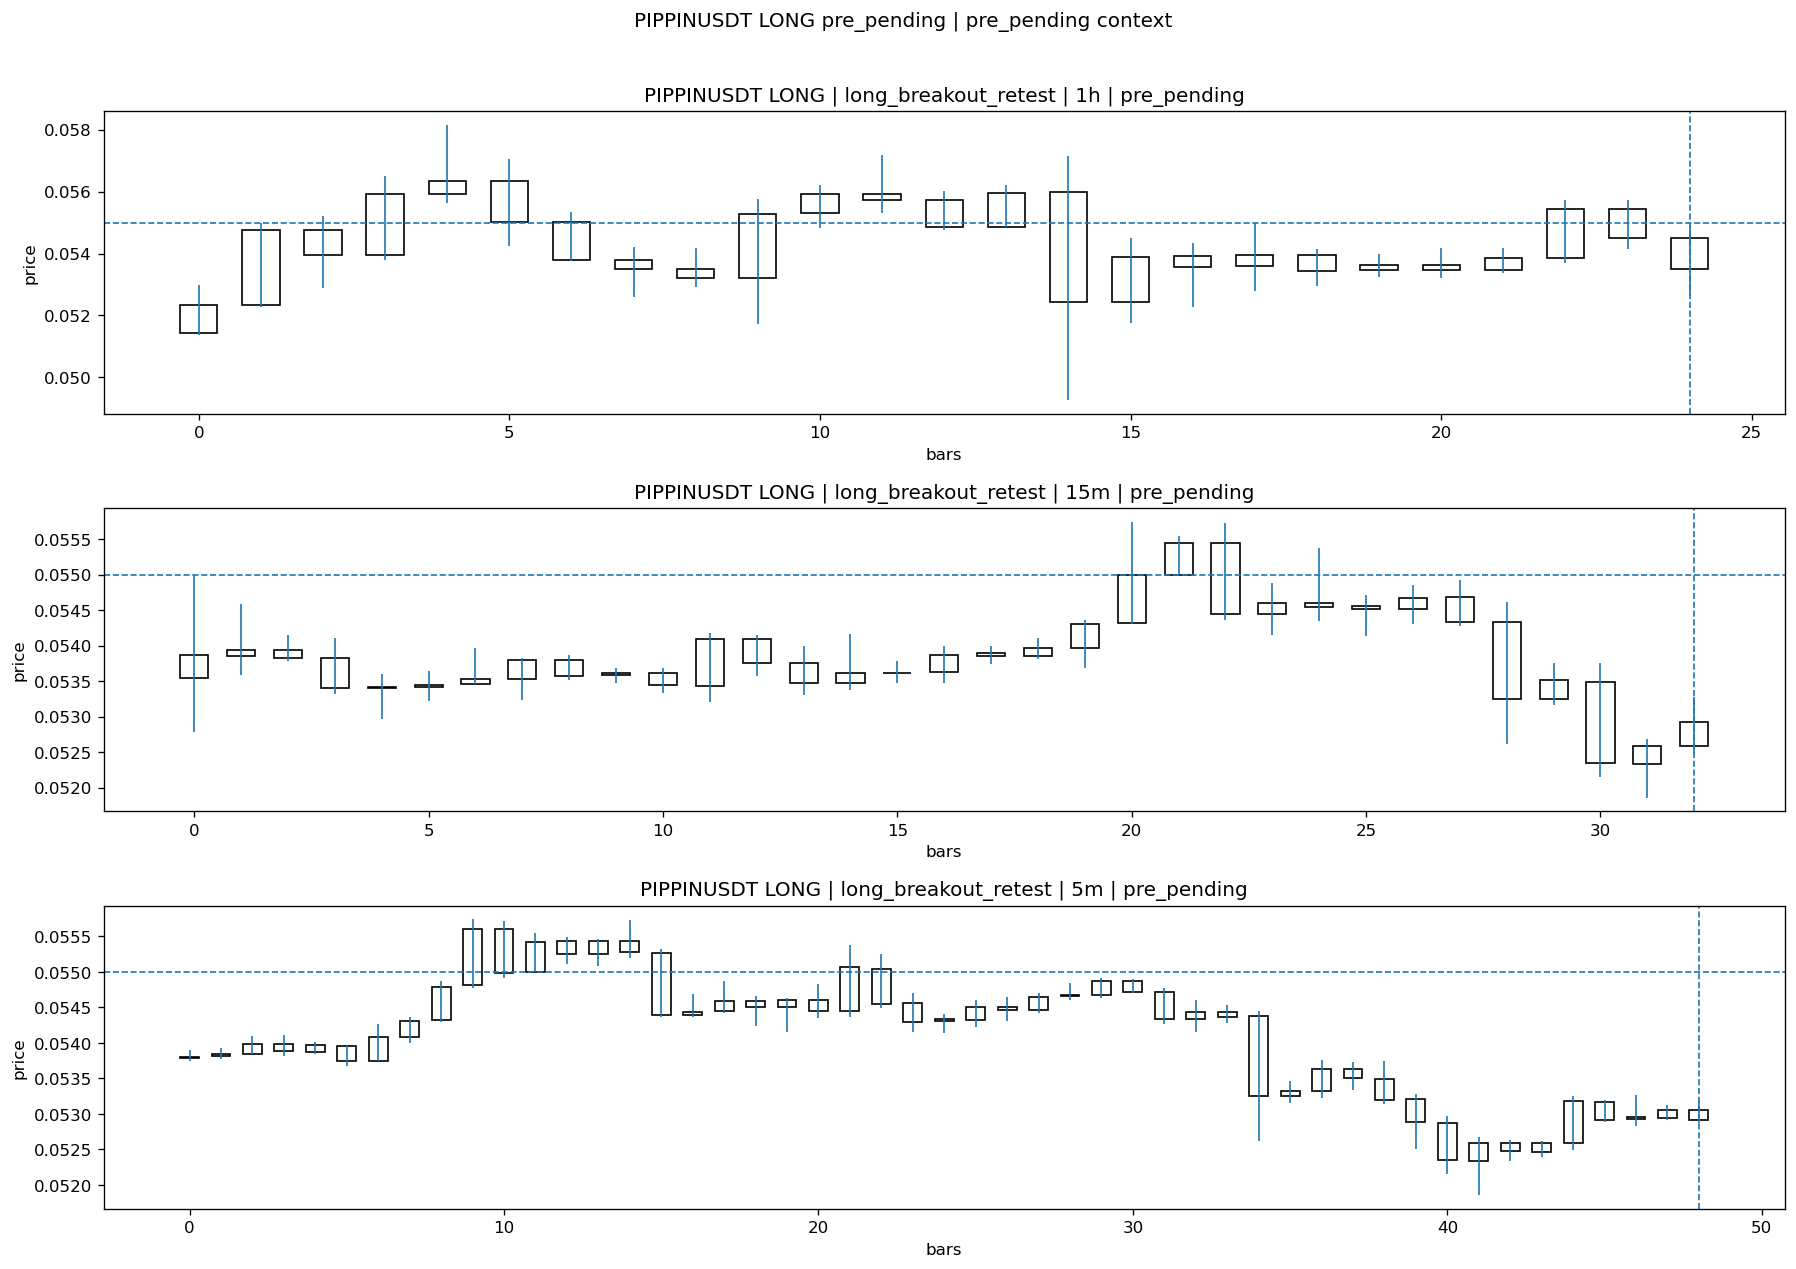 PIPPINUSDT LONG pre_pending | pre_pending context
PIPPINUSDT LONG | long_breakout_retest | 1h | pre_pending
0.058
0.056
0.054
0.052
0.050
price
0 5 10 15 20 25
bars
PIPPINUSDT LONG | long_breakout_retest | 15m | pre_pending
0.0555
0.0550
0.0545
0.0540
0.0535
0.0530
0.0525
0.0520
price
0 5 10 15 20 25 30
bars
PIPPINUSDT LONG | long_breakout_retest | 5m | pre_pending
0.0555
0.0550
0.0545
0.0540
0.0535
0.0530
0.0525
0.0520
price
0 10 20 30 40 50
bars